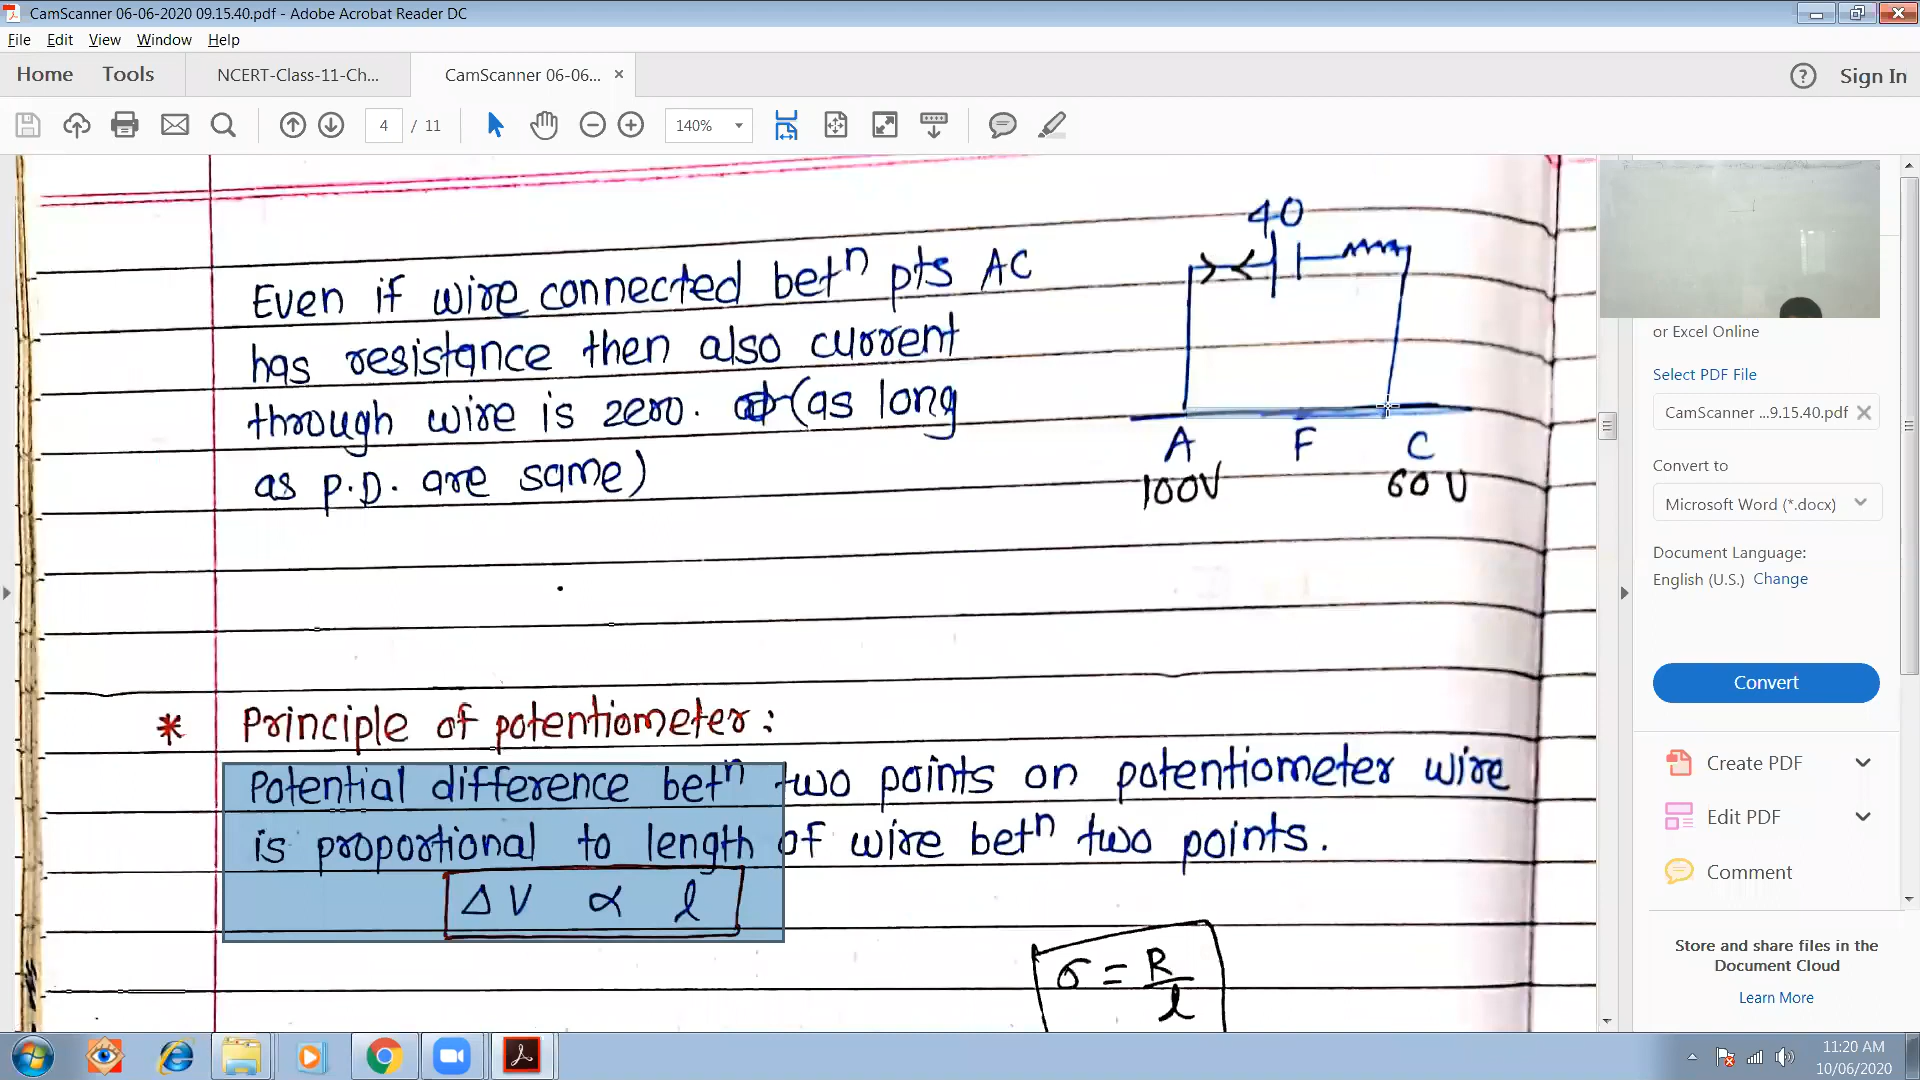 CamScanner 06-06-2020 09.15.40.pdf - Adobe Acrobat Reader DC
File Edit View Window Help
Home Tools NCERT-Class-11-Ch... CamScanner 06-06... × Sign In
4 / 11 140%
40
Even if wire connected betⁿ pts AC
has resistance then also current
through wire is zero. (as long
as p.D. are same)
A F C
100V 60 V
* Principle of potentiometer :
Potential difference betⁿ two points on potentiometer wire
is proportional to length of wire betⁿ two points.
Δ V ∝ l
σ = R/l
or Excel Online
Select PDF File
CamScanner ...9.15.40.pdf
Convert to
Microsoft Word (*.docx)
Document Language:
English (U.S.) Change
Convert
Create PDF
Edit PDF
Comment
Store and share files in the
Document Cloud
Learn More
11:20 AM
10/06/2020